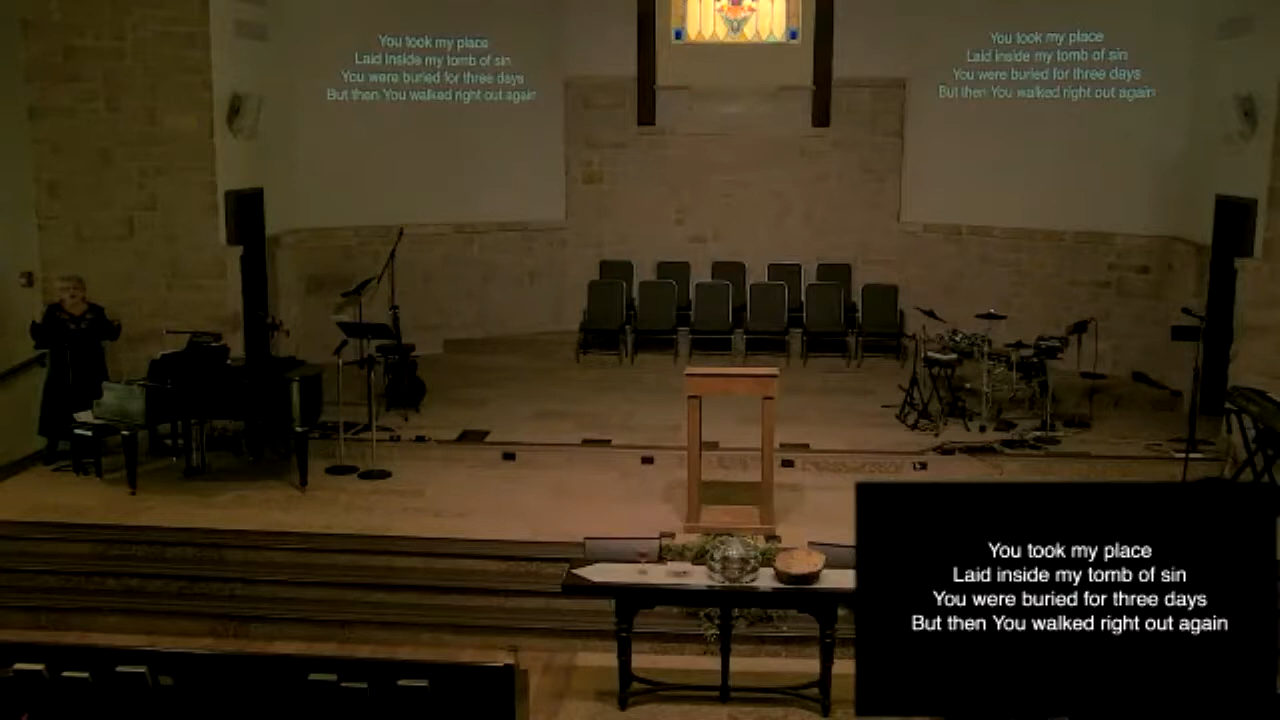 You took my place
Laid inside my tomb of sin
You were buried for three days
But then You walked right out again
You took my place
Laid inside my tomb of sin
You were buried for three days
But then You walked right out again
You took my place
Laid inside my tomb of sin
You were buried for three days
But then You walked right out again